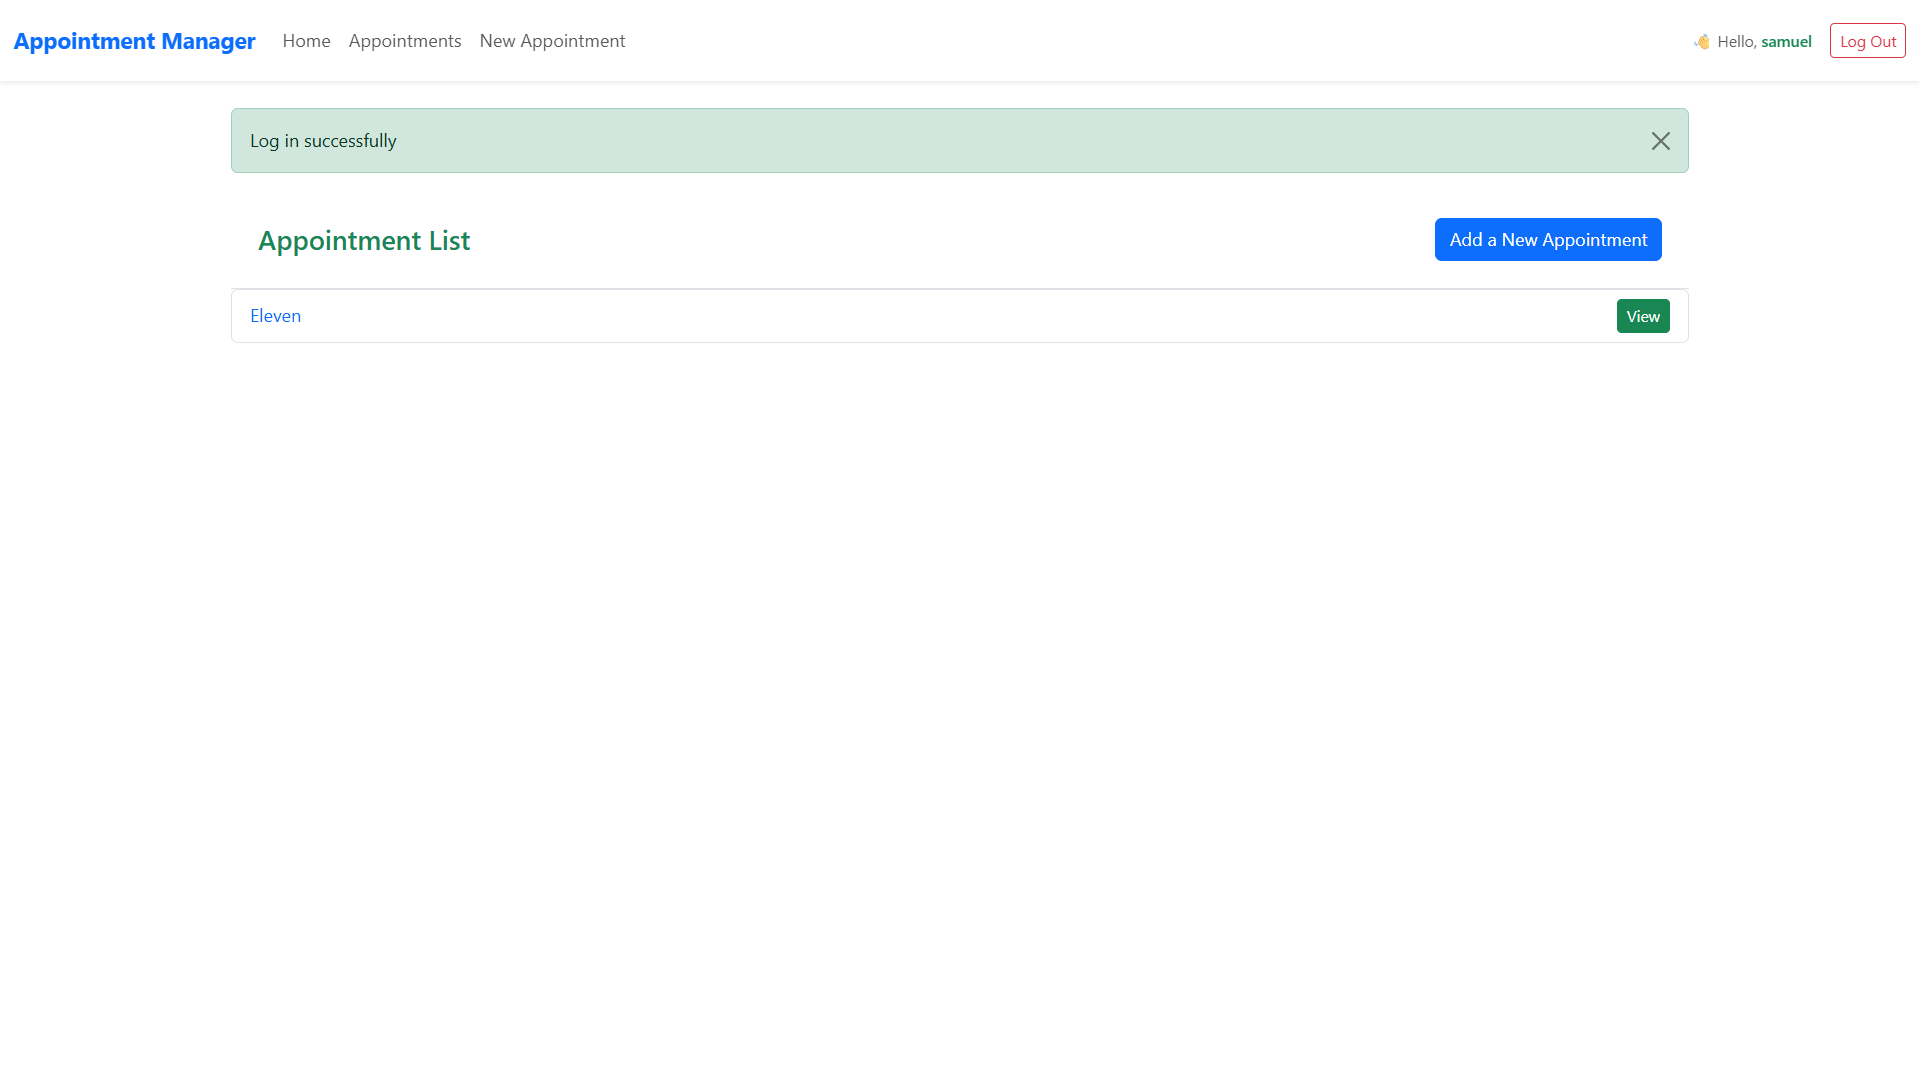 Appointment Manager Home Appointments New Appointment 👋 Hello, samuel Log Out
Log in successfully
Appointment List Add a New Appointment
Eleven View